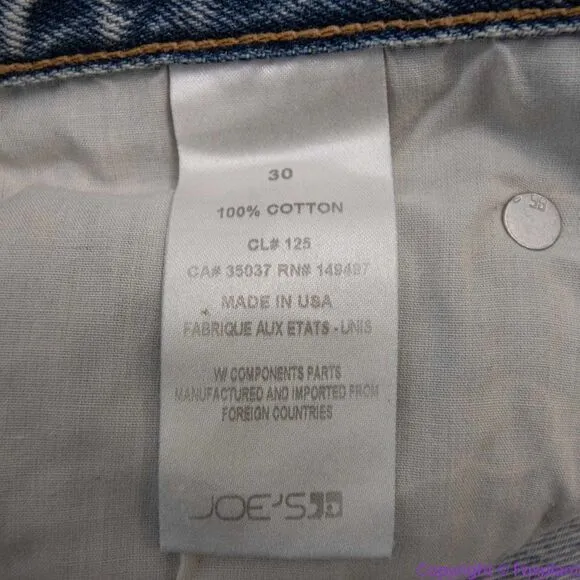 30
100% COTTON
CL# 125
CA# 35037 RN# 149497
MADE IN USA
FABRIQUE AUX ETATS - UNIS
W/ COMPONENTS PARTS
MANUFACTURED AND IMPORTED FROM
FOREIGN COUNTRIES
JOE'S
Copyright ©